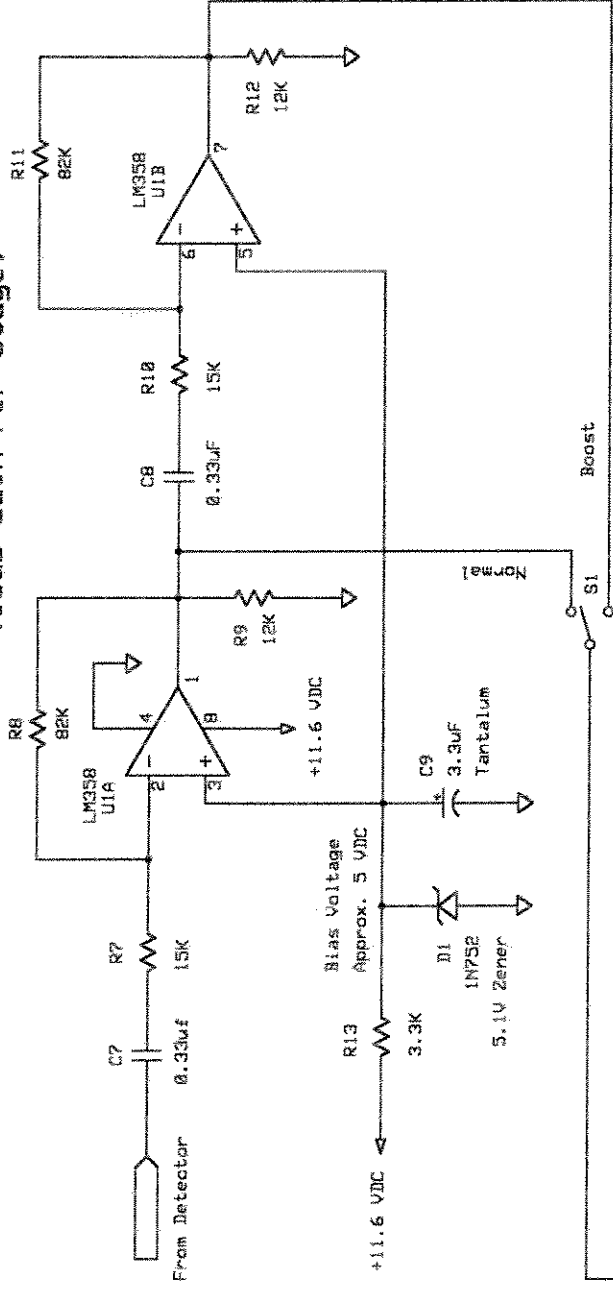 R11
82K
R8
82K
LM358
U1B
6
5
7
R12
12K
R10
15K
C8
0.33uF
LM358
U1A
4
2
3
8
1
R9
12K
+11.6 VDC
R7
15K
C7
0.33uf
From Detector
Bias Voltage
Approx. 5 VDC
R13
3.3K
+11.6 VDC
D1
1N752
5.1V Zener
C9
3.3uF
Tantalum
Normal
Boost
S1